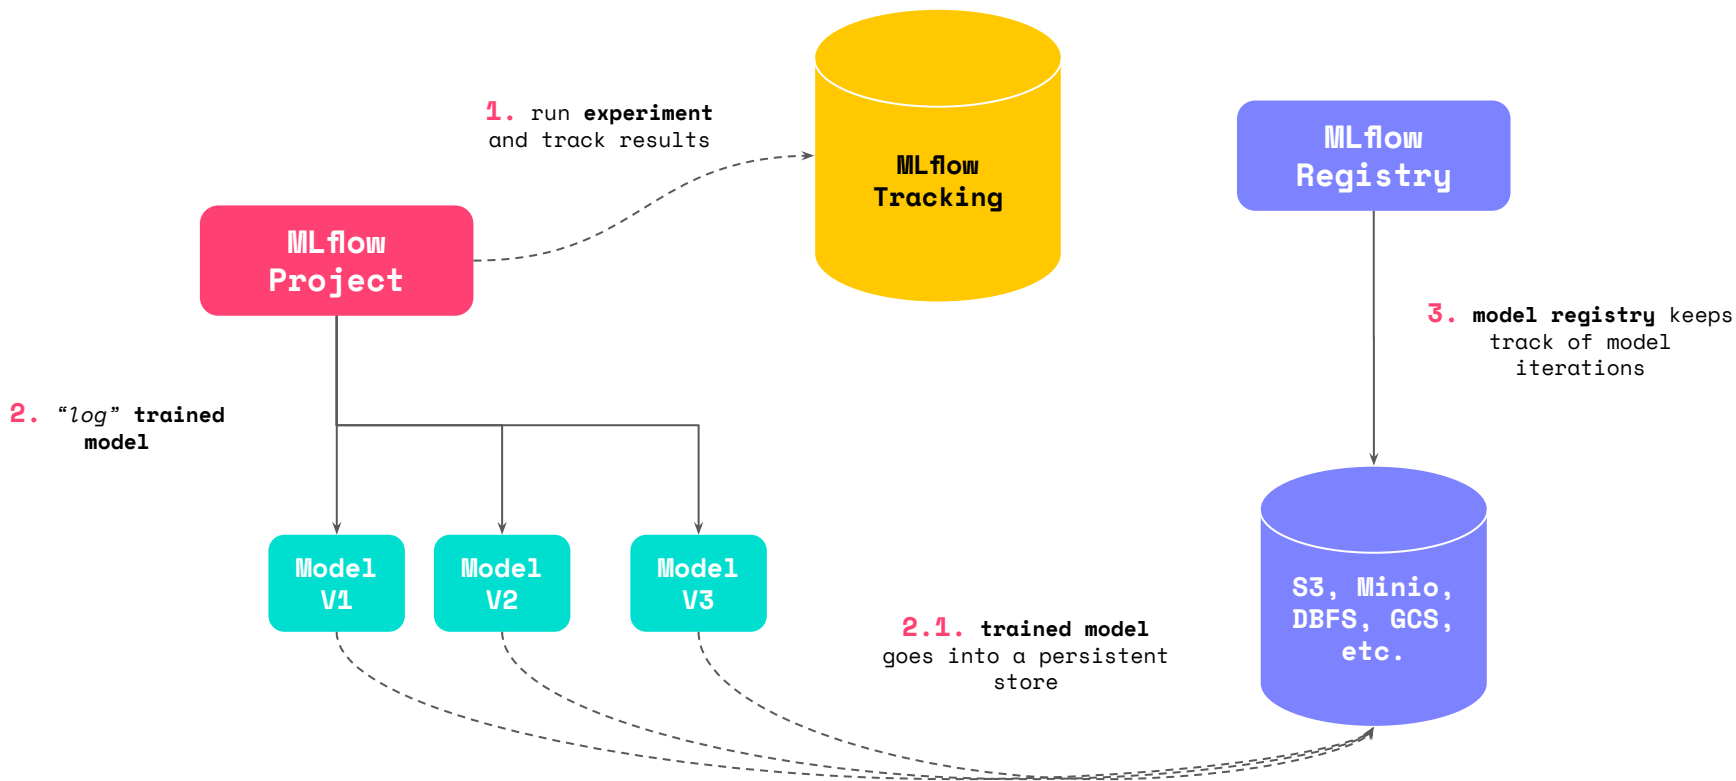 1. run experiment
and track results
MLflow
Tracking
MLflow
Registry
MLflow
Project
3. model registry keeps
track of model
iterations
2. “log” trained
model
Model
V1
Model
V2
Model
V3
2.1. trained model
goes into a persistent
store
S3, Minio,
DBFS, GCS,
etc.